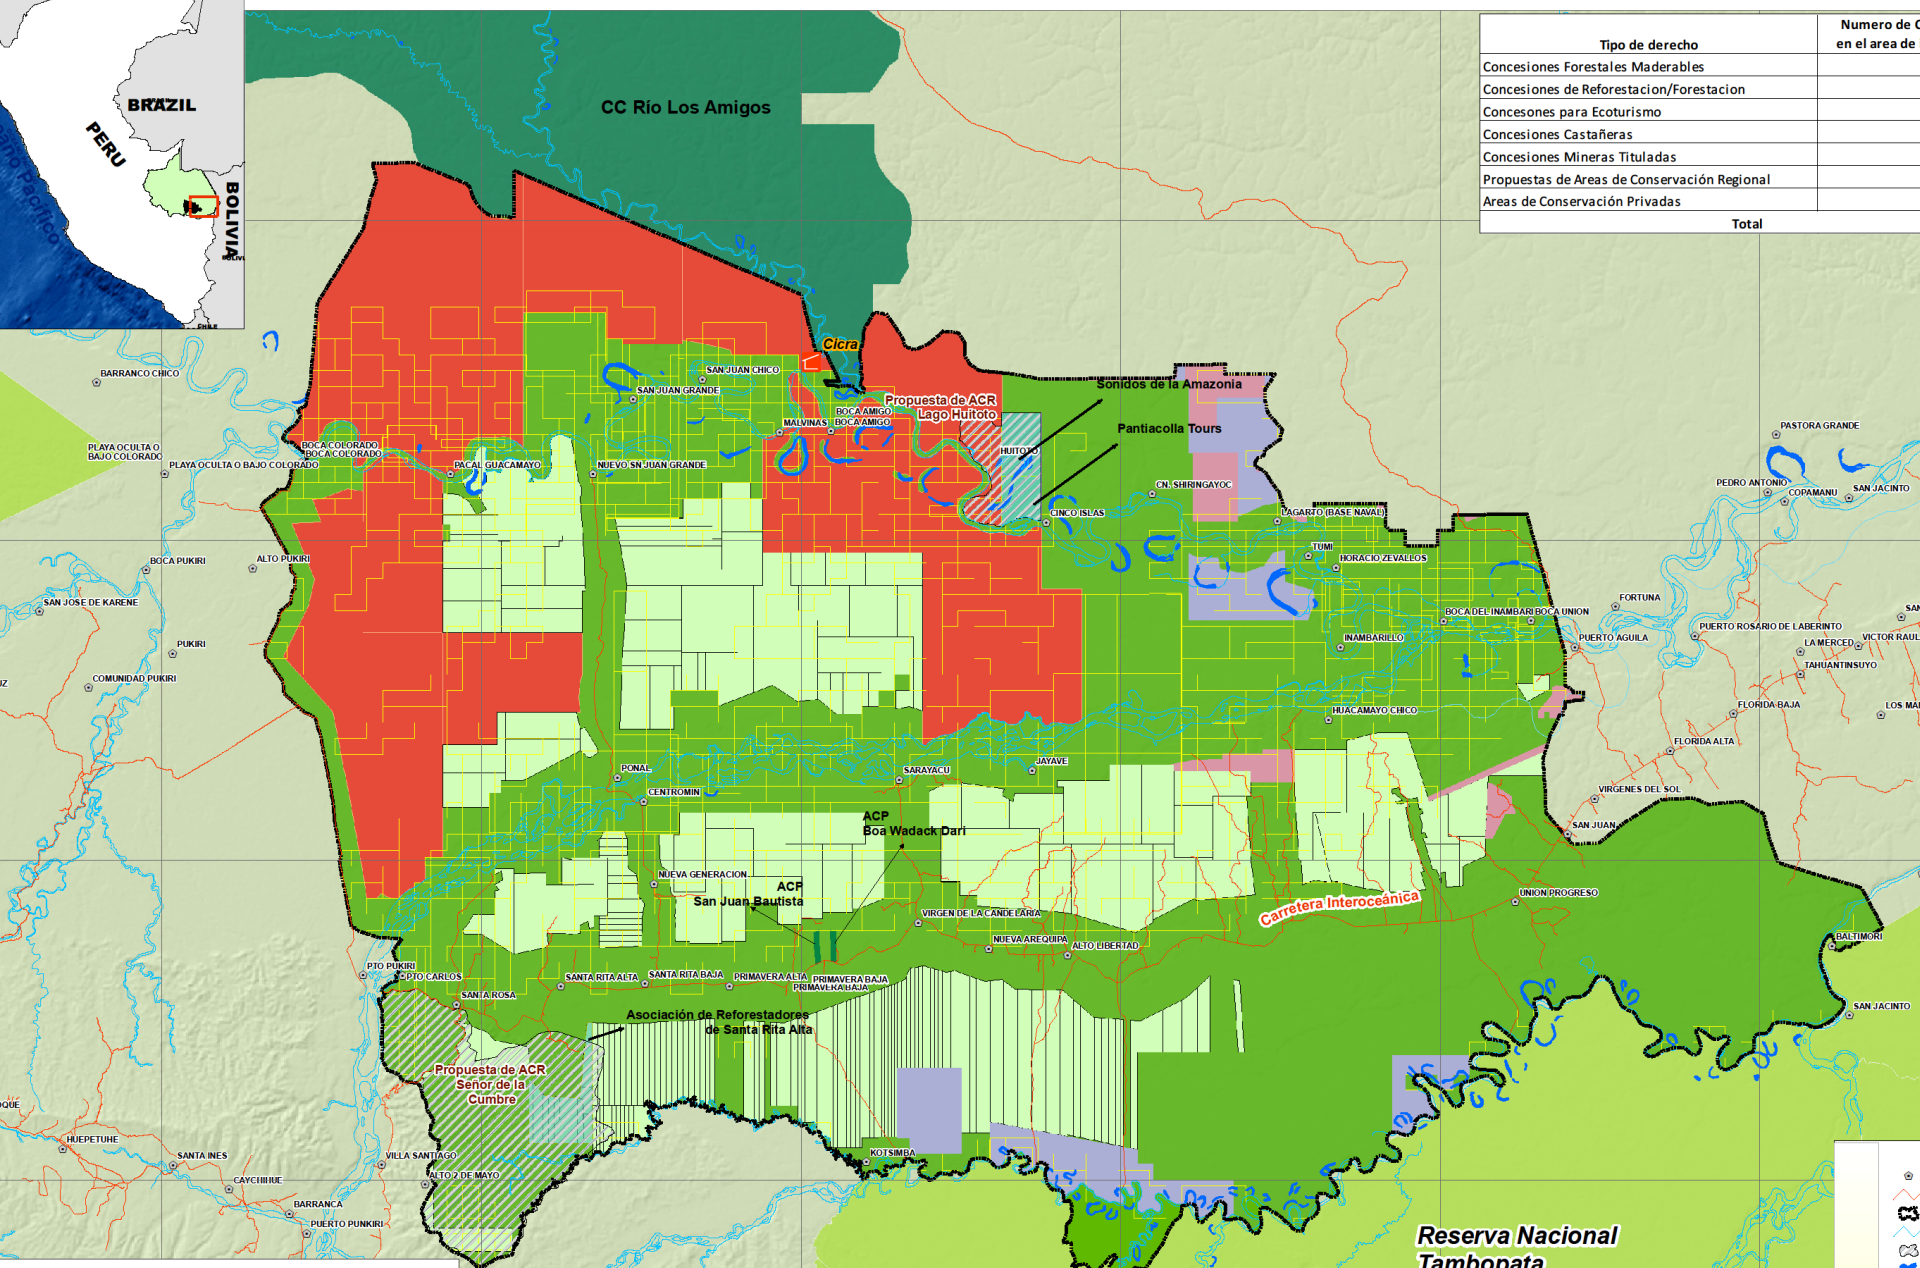 BRAZIL
PERU
BOLIVIA
CHILE
Tipo de derecho
Numero de C
en el area de
Concesiones Forestales Maderables
Concesiones de Reforestacion/Forestacion
Concesones para Ecoturismo
Concesiones Castañeras
Concesiones Mineras Tituladas
Propuestas de Areas de Conservación Regional
Areas de Conservación Privadas
Total
CC Río Los Amigos
Cicra
BARRANCO CHICO
SAN JUAN CHICO
SAN JUAN GRANDE
Sonidos de la Amazonia
Propuesta de ACR
Lago Huitoto
BOCA AMIGO
BOCA AMIGO
MALVINAS
Pantiacolla Tours
PASTORA GRANDE
PLAYA OCULTA O
BAJO COLORADO
BOCA COLORADO
BOCA COLORADO
PLAYA OCULTA O BAJO COLORADO
PACAL GUACAMAYO
NUEVO SN JUAN GRANDE
HUITOTO
CN. SHIRINGAYOC
PEDRO ANTONIO
COPAMANU
SAN JACINTO
CINCO ISLAS
LAGARTO (BASE NAVAL)
TUMI
HORACIO ZEVALLOS
BOCA PUKIRI
ALTO PUKIRI
SAN JOSE DE KARENE
FORTUNA
BOCA DEL INAMBARI
BOCA UNION
PUERTO ROSARIO DE LABERINTO
INAMBARILLO
PUERTO AGUILA
LA MERCED
VICTOR RAUL
PUKIRI
TAHUANTINSUYO
COMUNIDAD PUKIRI
FLORIDA BAJA
HUACAMAYO CHICO
FLORIDA ALTA
PONAL
SARAYACU
JAYAVE
CENTROMIN
VIRGENES DEL SOL
ACP
Boa Wadack Dari
SAN JUAN
NUEVA GENERACION
ACP
San Juan Bautista
UNION PROGRESO
Carretera Interoceánica
VIRGEN DE LA CANDELARIA
NUEVA AREQUIPA
ALTO LIBERTAD
BALTIMORI
PTO PUKIRI
PTO CARLOS
SANTA RITA ALTA
SANTA RITA BAJA
PRIMAVERA ALTA
PRIMAVERA BAJA
PRIMAVERA BAJA
SANTA ROSA
SAN JACINTO
Asociación de Reforestadores
de Santa Rita Alta
Propuesta de ACR
Señor de la
Cumbre
HUEPETUHE
SANTA INES
VILLA SANTIAGO
KOTSIMBA
CAYCHIHUE
ALTO 2 DE MAYO
BARRANCA
PUERTO PUNKIRI
Reserva Nacional
Tambopata